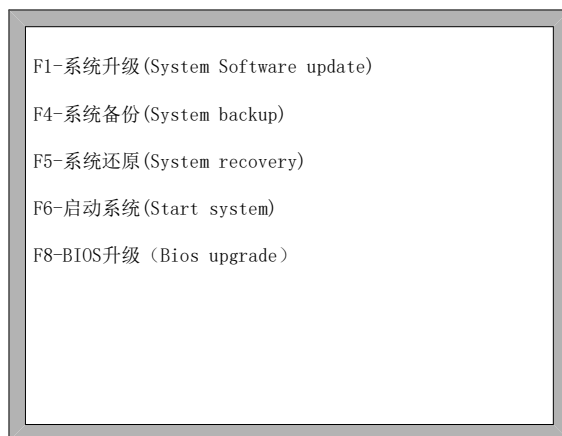 F1-系统升级(System Software update)
F4-系统备份(System backup)
F5-系统还原(System recovery)
F6-启动系统(Start system)
F8-BIOS升级（Bios upgrade）